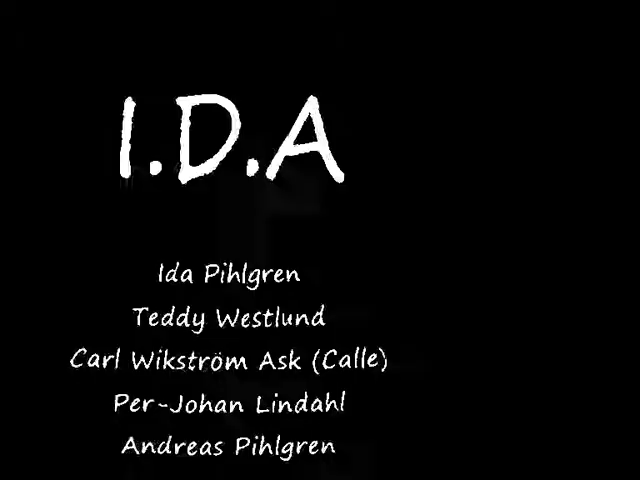 I.D.A
Ida Pihlgren
Teddy Westlund
Carl Wikström Ask (Calle)
Per-Johan Lindahl
Andreas Pihlgren